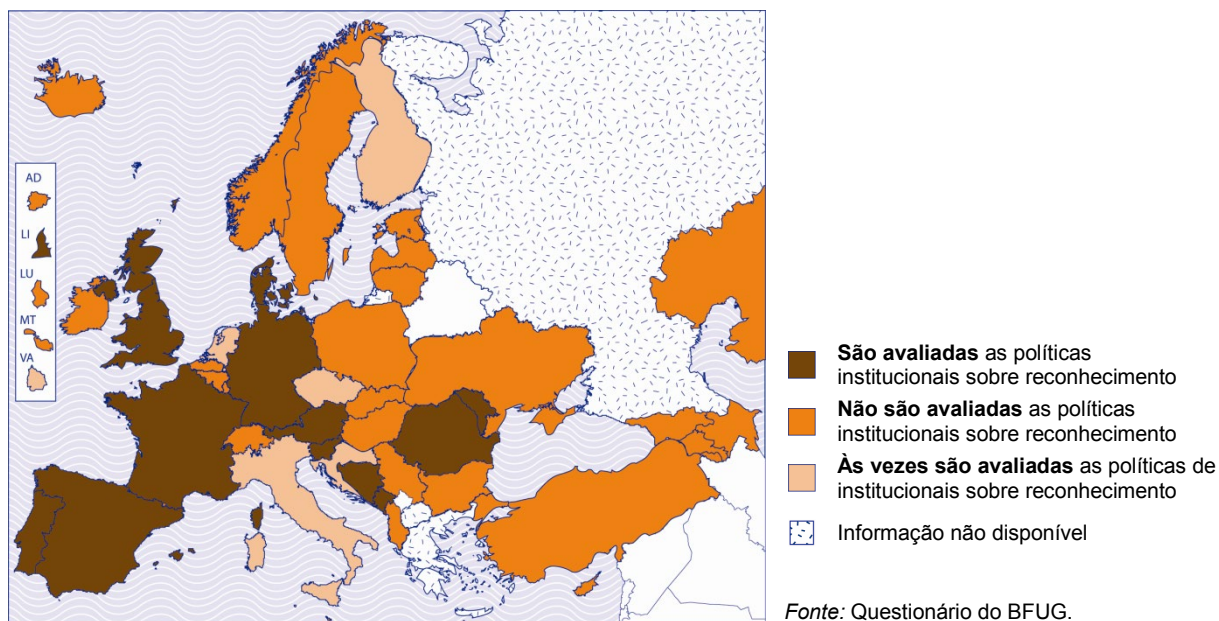 AD
LI
LU
MT
VA
São avaliadas as políticas
institucionais sobre reconhecimento
Não são avaliadas as políticas
institucionais sobre reconhecimento
Às vezes são avaliadas as políticas de
institucionais sobre reconhecimento
Informação não disponível
Fonte: Questionário do BFUG.